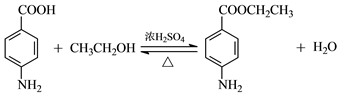 COOH
COOCH₂CH₃
+ CH₃CH₂OH
浓H₂SO₄
△
+ H₂O
NH₂
NH₂